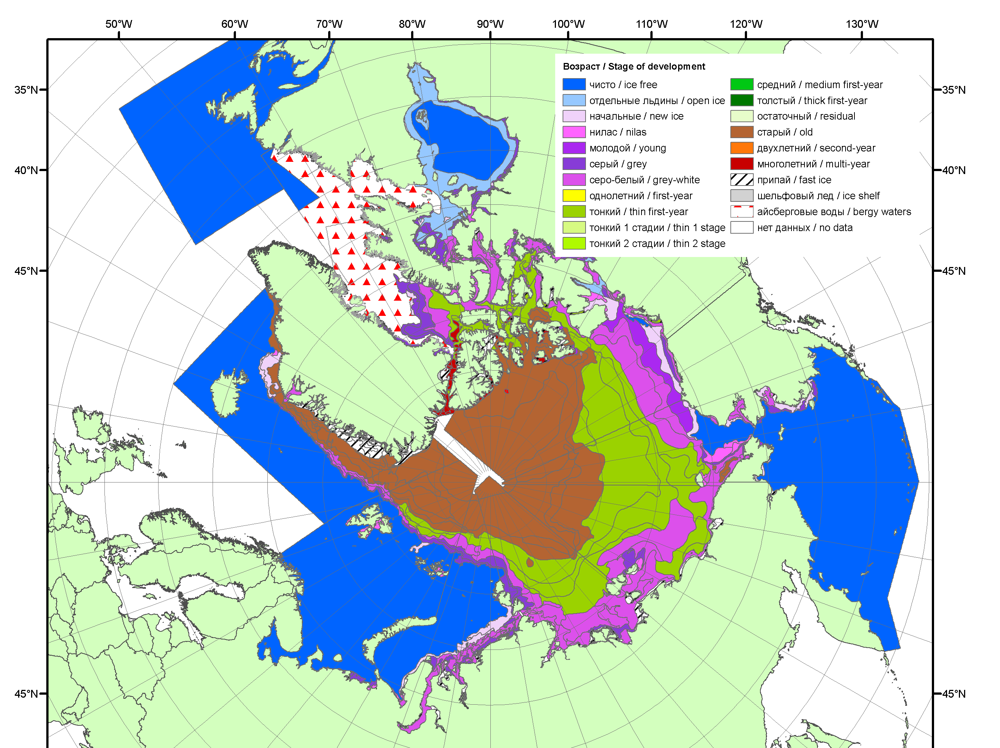 50°W 60°W 70°W 80°W 90°W 100°W 110°W 120°W 130°W
Возраст / Stage of development
чисто / ice free
отдельные льдины / open ice
начальные / new ice
нилас / nilas
молодой / young
серый / grey
серо-белый / grey-white
однолетний / first-year
тонкий / thin first-year
тонкий 1 стадии / thin 1 stage
тонкий 2 стадии / thin 2 stage
средний / medium first-year
толстый / thick first-year
остаточный / residual
старый / old
двухлетний / second-year
многолетний / multi-year
припай / fast ice
шельфовый лед / ice shelf
айсберговые воды / bergy waters
нет данных / no data
35°N 35°N
40°N 40°N
45°N 45°N
45°N 45°N